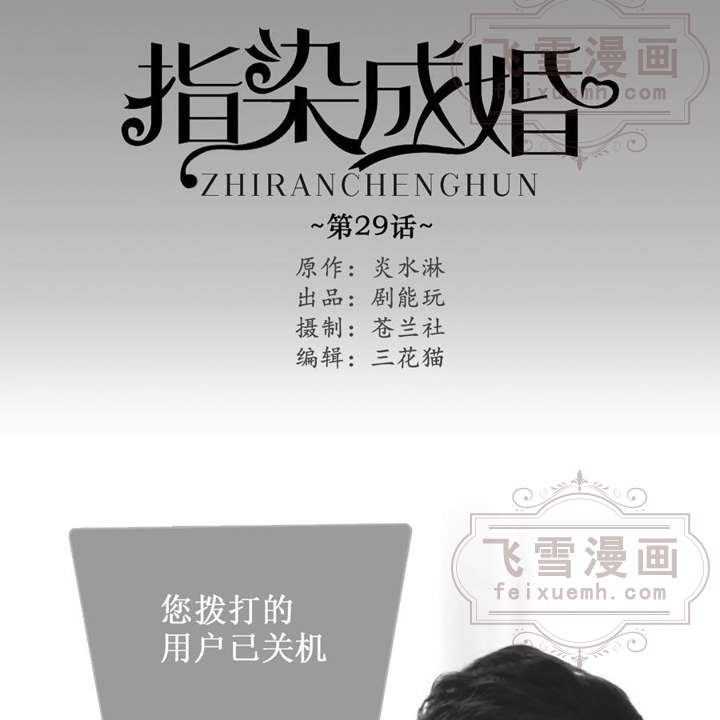 飞雪漫画
feixuemh.com
指染成婚
ZHIRANCHENGHUN
~第29话~
原作：炎水淋
出品：剧能玩
摄制：苍兰社
编辑：三花猫
飞雪漫画
feixuemh.com
您拨打的
用户已关机